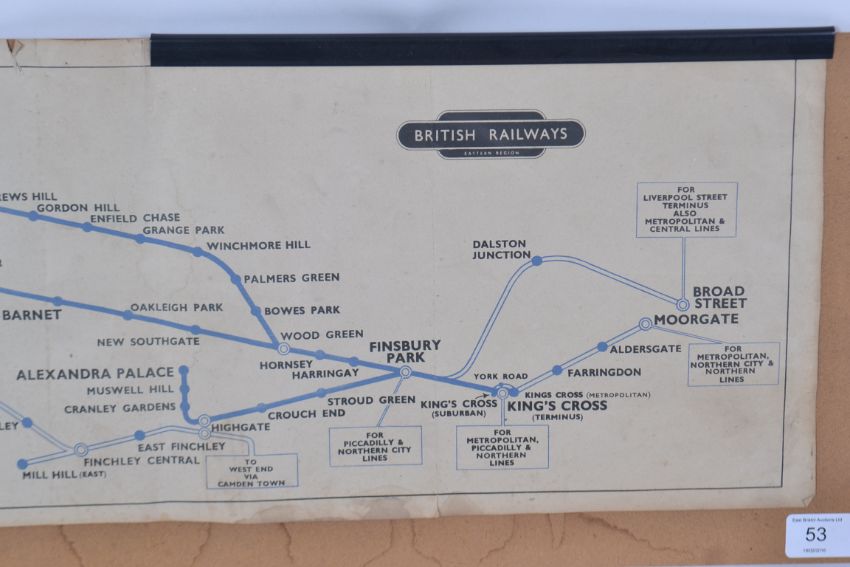 BRITISH RAILWAYS
EASTERN REGION
REWS HILL
GORDON HILL
ENFIELD CHASE
GRANGE PARK
WINCHMORE HILL
PALMERS GREEN
BOWES PARK
BARNET
OAKLEIGH PARK
NEW SOUTHGATE
WOOD GREEN
HORNSEY
HARRINGAY
FINSBURY
PARK
ALEXANDRA PALACE
MUSWELL HILL
CRANLEY GARDENS
HIGHGATE
CROUCH END
STROUD GREEN
LEY
EAST FINCHLEY
FINCHLEY CENTRAL
MILL HILL (EAST)
TO
WEST END
VIA
CAMDEN TOWN
FOR
PICCADILLY &
NORTHERN CITY
LINES
DALSTON
JUNCTION
YORK ROAD
KING'S CROSS
(SUBURBAN)
KINGS CROSS (METROPOLITAN)
KING'S CROSS
(TERMINUS)
FOR
METROPOLITAN,
PICCADILLY &
NORTHERN
LINES
FARRINGDON
ALDERSGATE
MOORGATE
BROAD
STREET
FOR
LIVERPOOL STREET
TERMINUS
ALSO
METROPOLITAN &
CENTRAL LINES
FOR
METROPOLITAN,
NORTHERN CITY &
NORTHERN
LINES
East Bristol Auctions Ltd
53